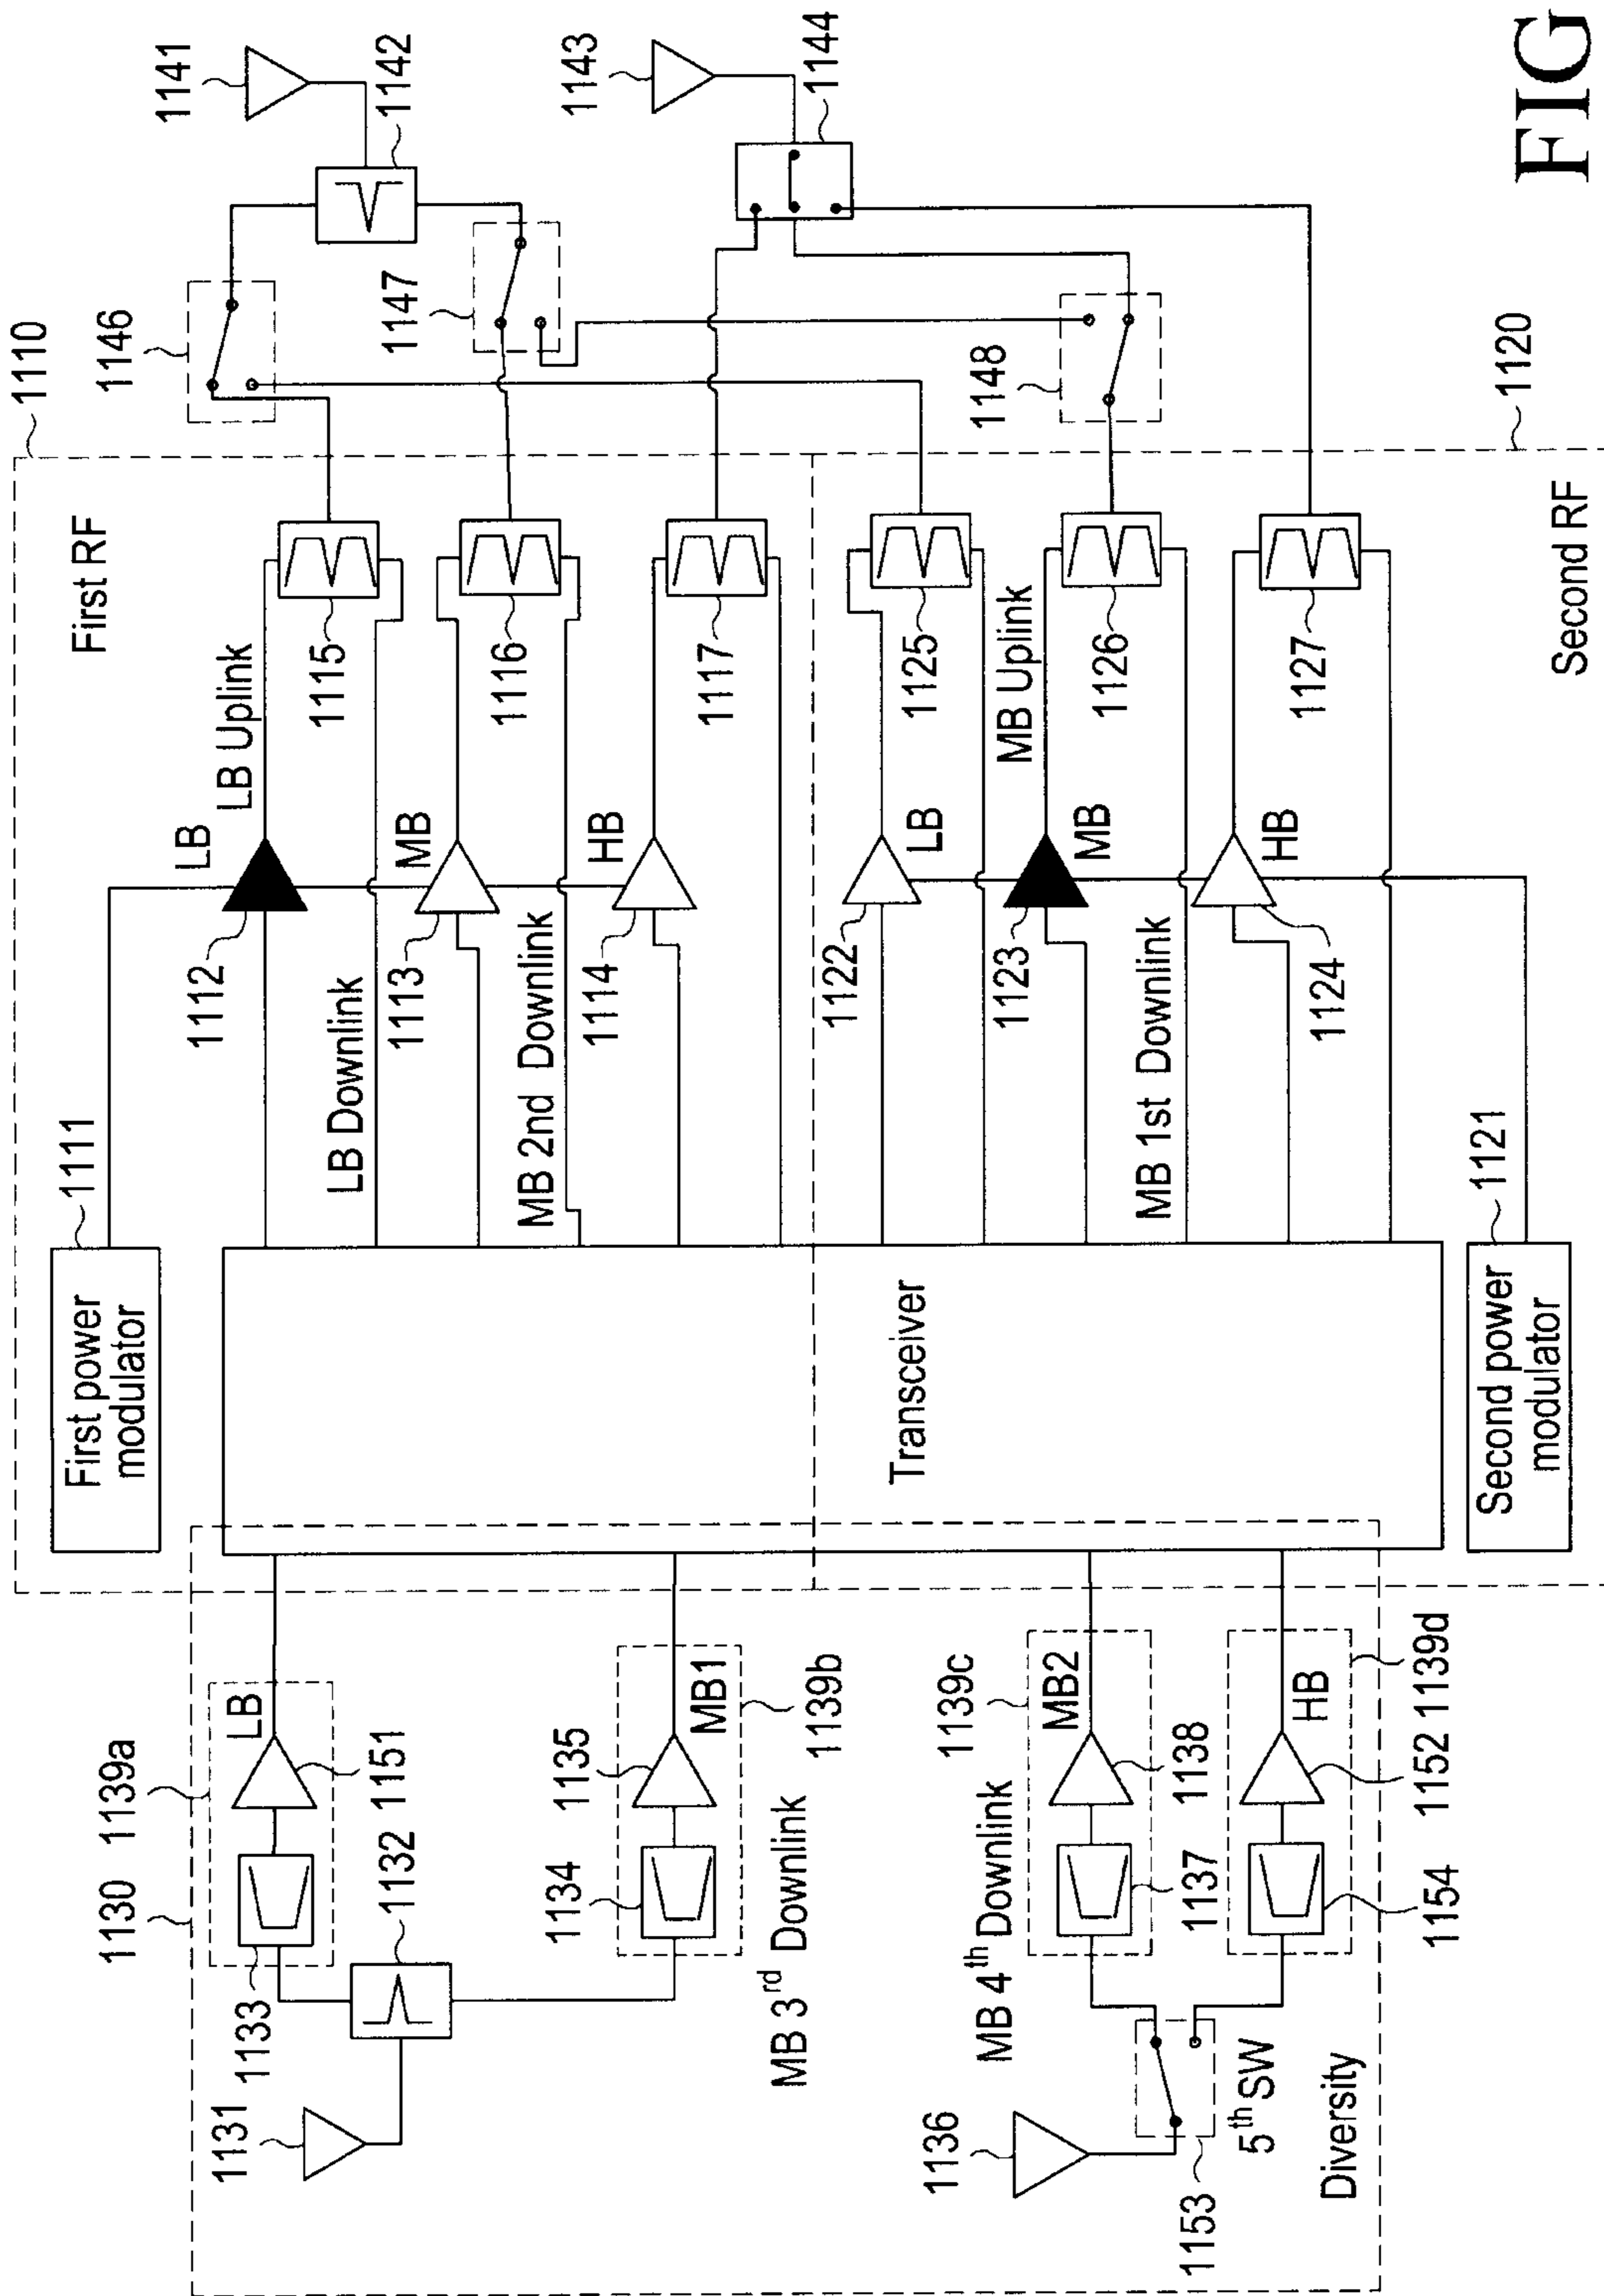 FIG
1110
1146
1147
1141
1142
1143
1144
1148
1120
First RF
LB
LB Uplink
1112
1115
LB Downlink
MB
1113
1116
MB 2nd Downlink
HB
1114
1117
1111
First power
modulator
Transceiver
1122
LB
1125
MB Uplink
1123
MB
1126
MB 1st Downlink
HB
1124
1127
Second RF
1121
Second power
modulator
1130
1139a
LB
1151
1133
1132
1131
1135
MB1
1139b
1134
MB 3rd Downlink
1139c
MB2
1138
MB 4th Downlink
1137
1139d
HB
1152
1154
1136
1153
5th SW
Diversity